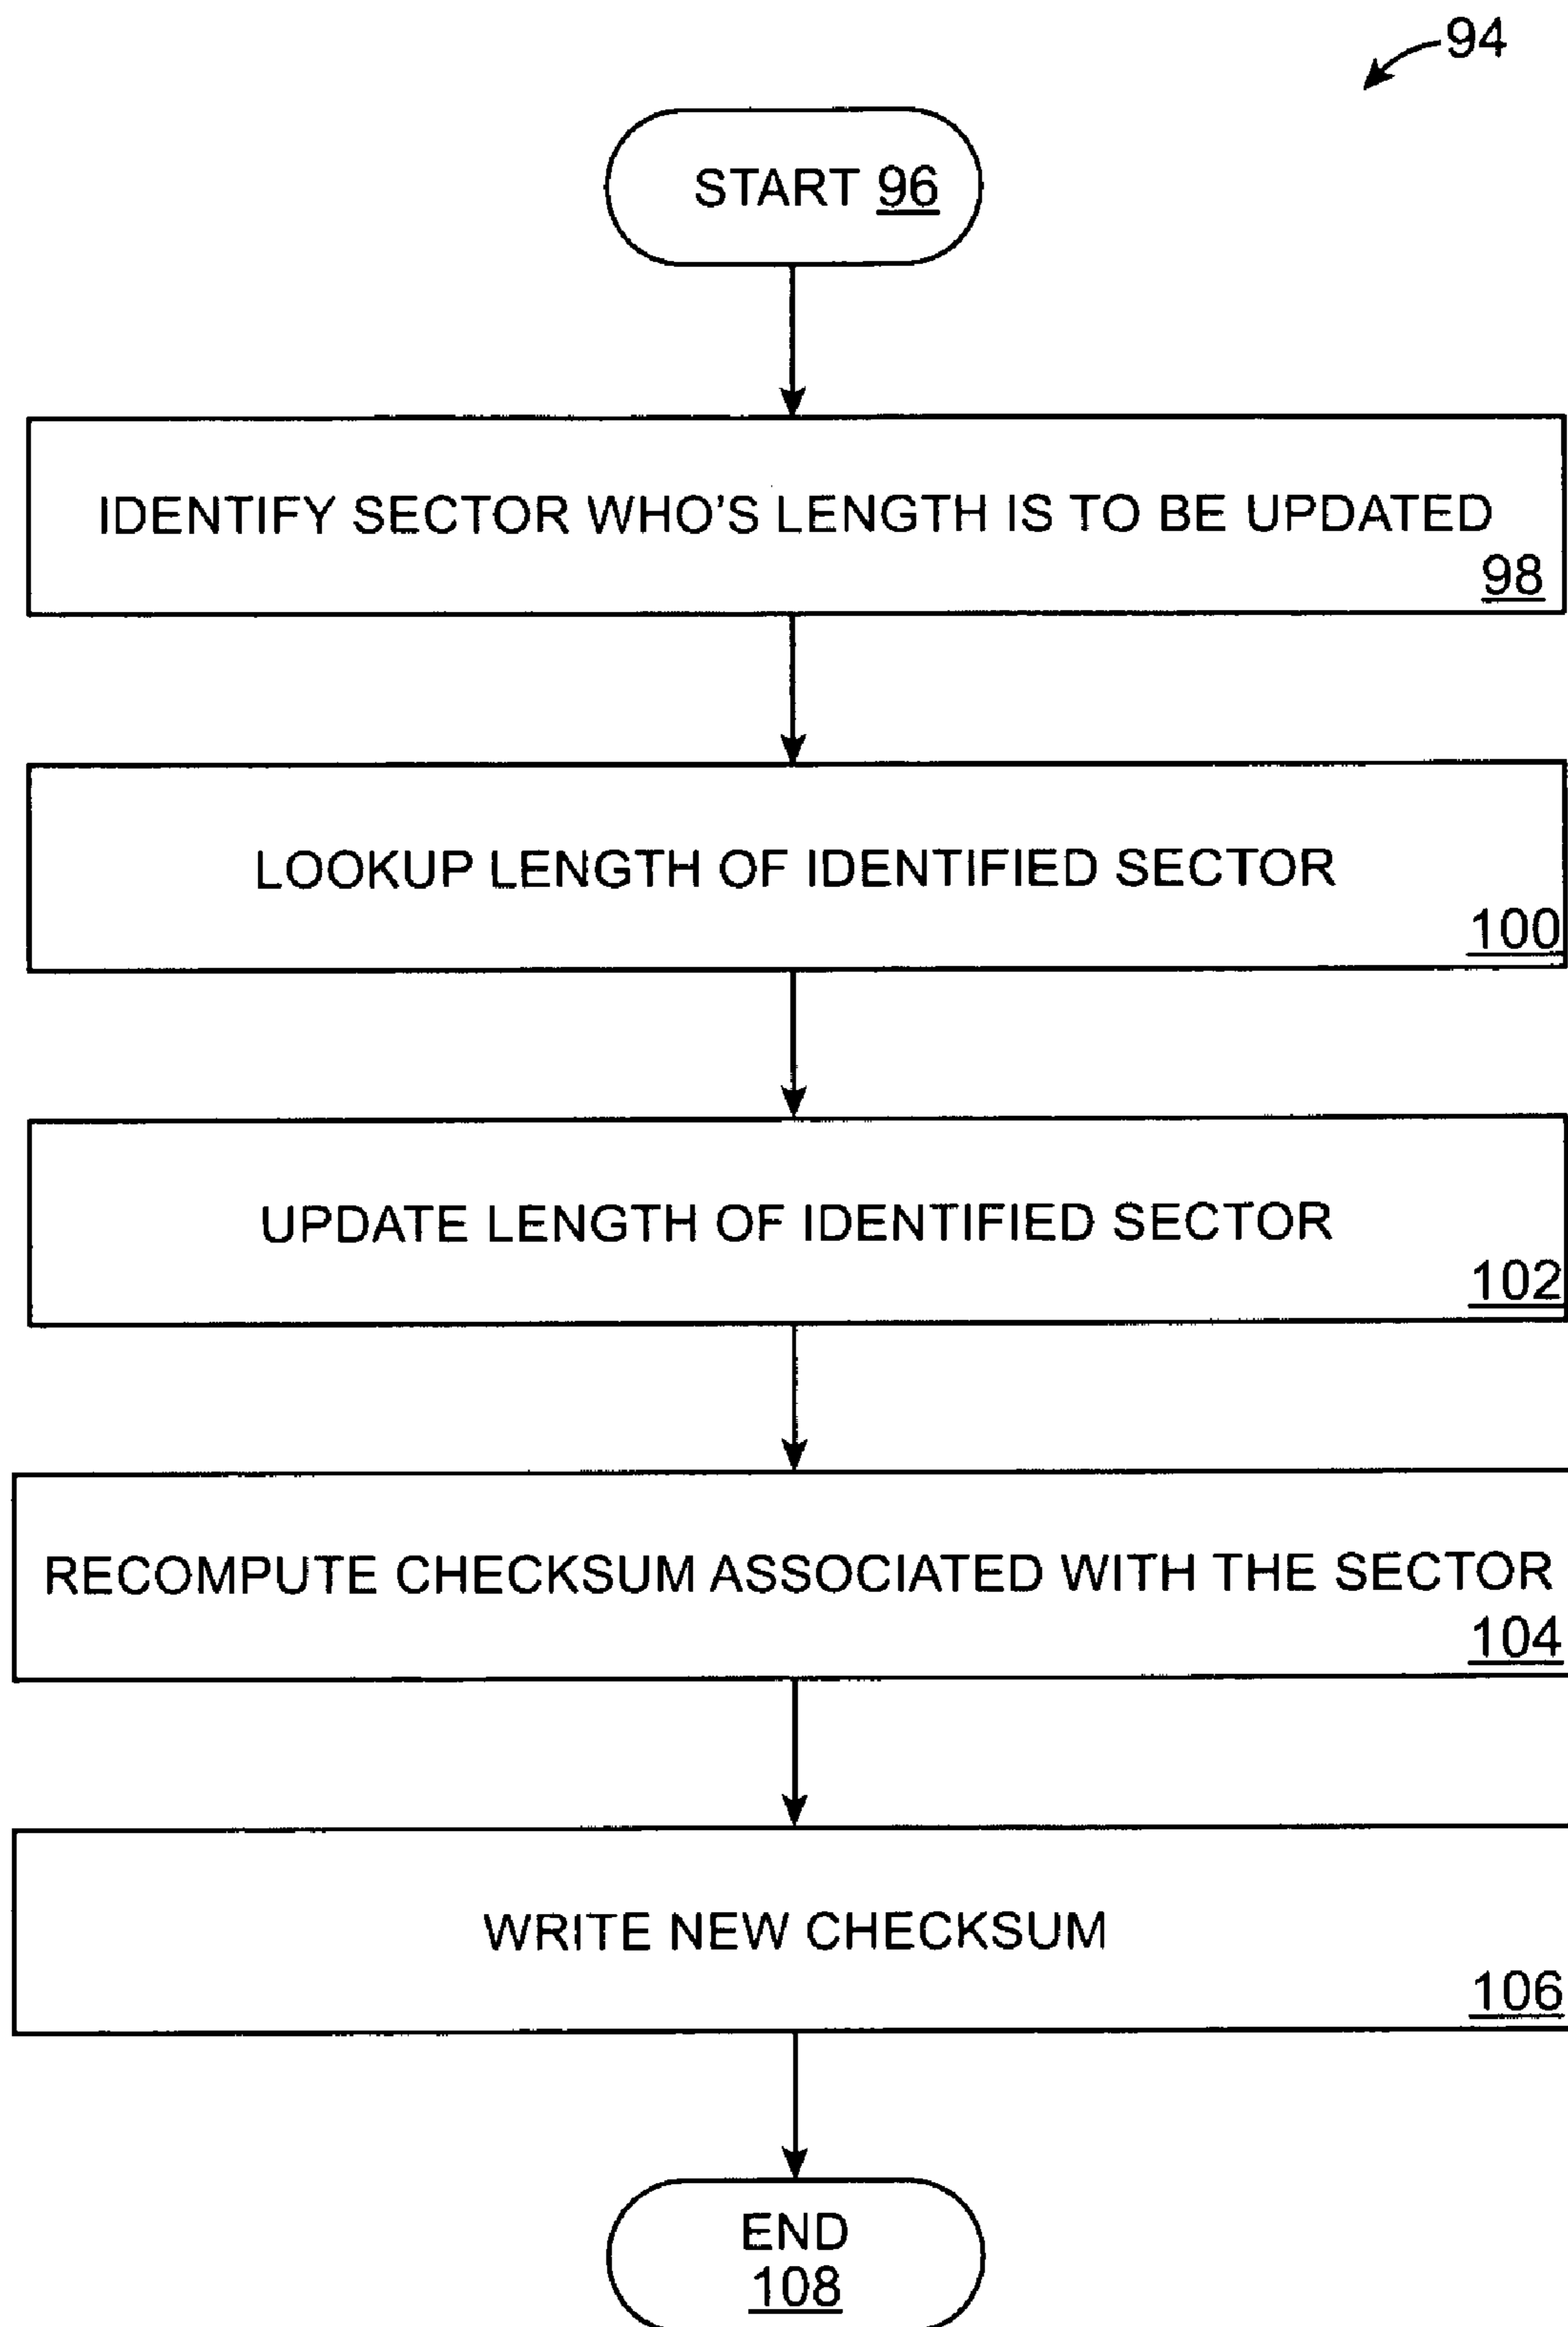 94
START 96
IDENTIFY SECTOR WHO'S LENGTH IS TO BE UPDATED
98
LOOKUP LENGTH OF IDENTIFIED SECTOR
100
UPDATE LENGTH OF IDENTIFIED SECTOR
102
RECOMPUTE CHECKSUM ASSOCIATED WITH THE SECTOR
104
WRITE NEW CHECKSUM
106
END
108